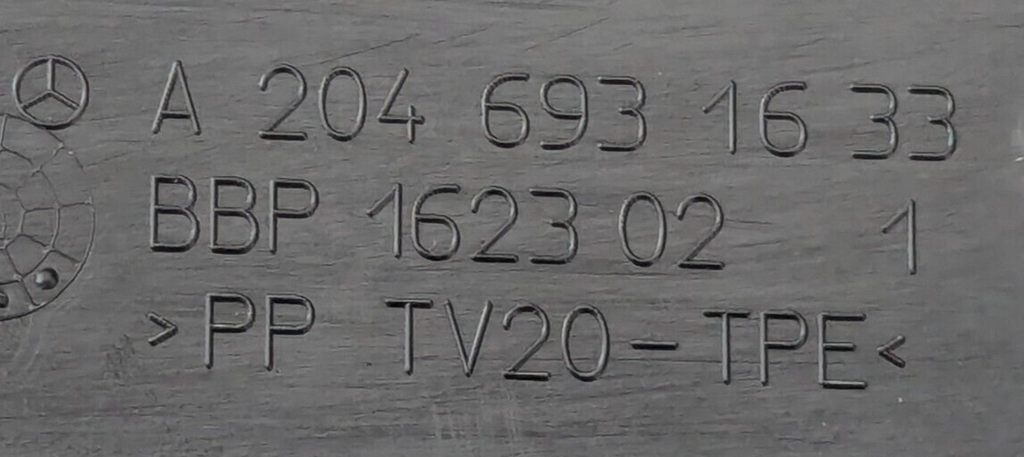 A 204 693 16 33
BBP 1623 02 1
>PP TV20-TPE<